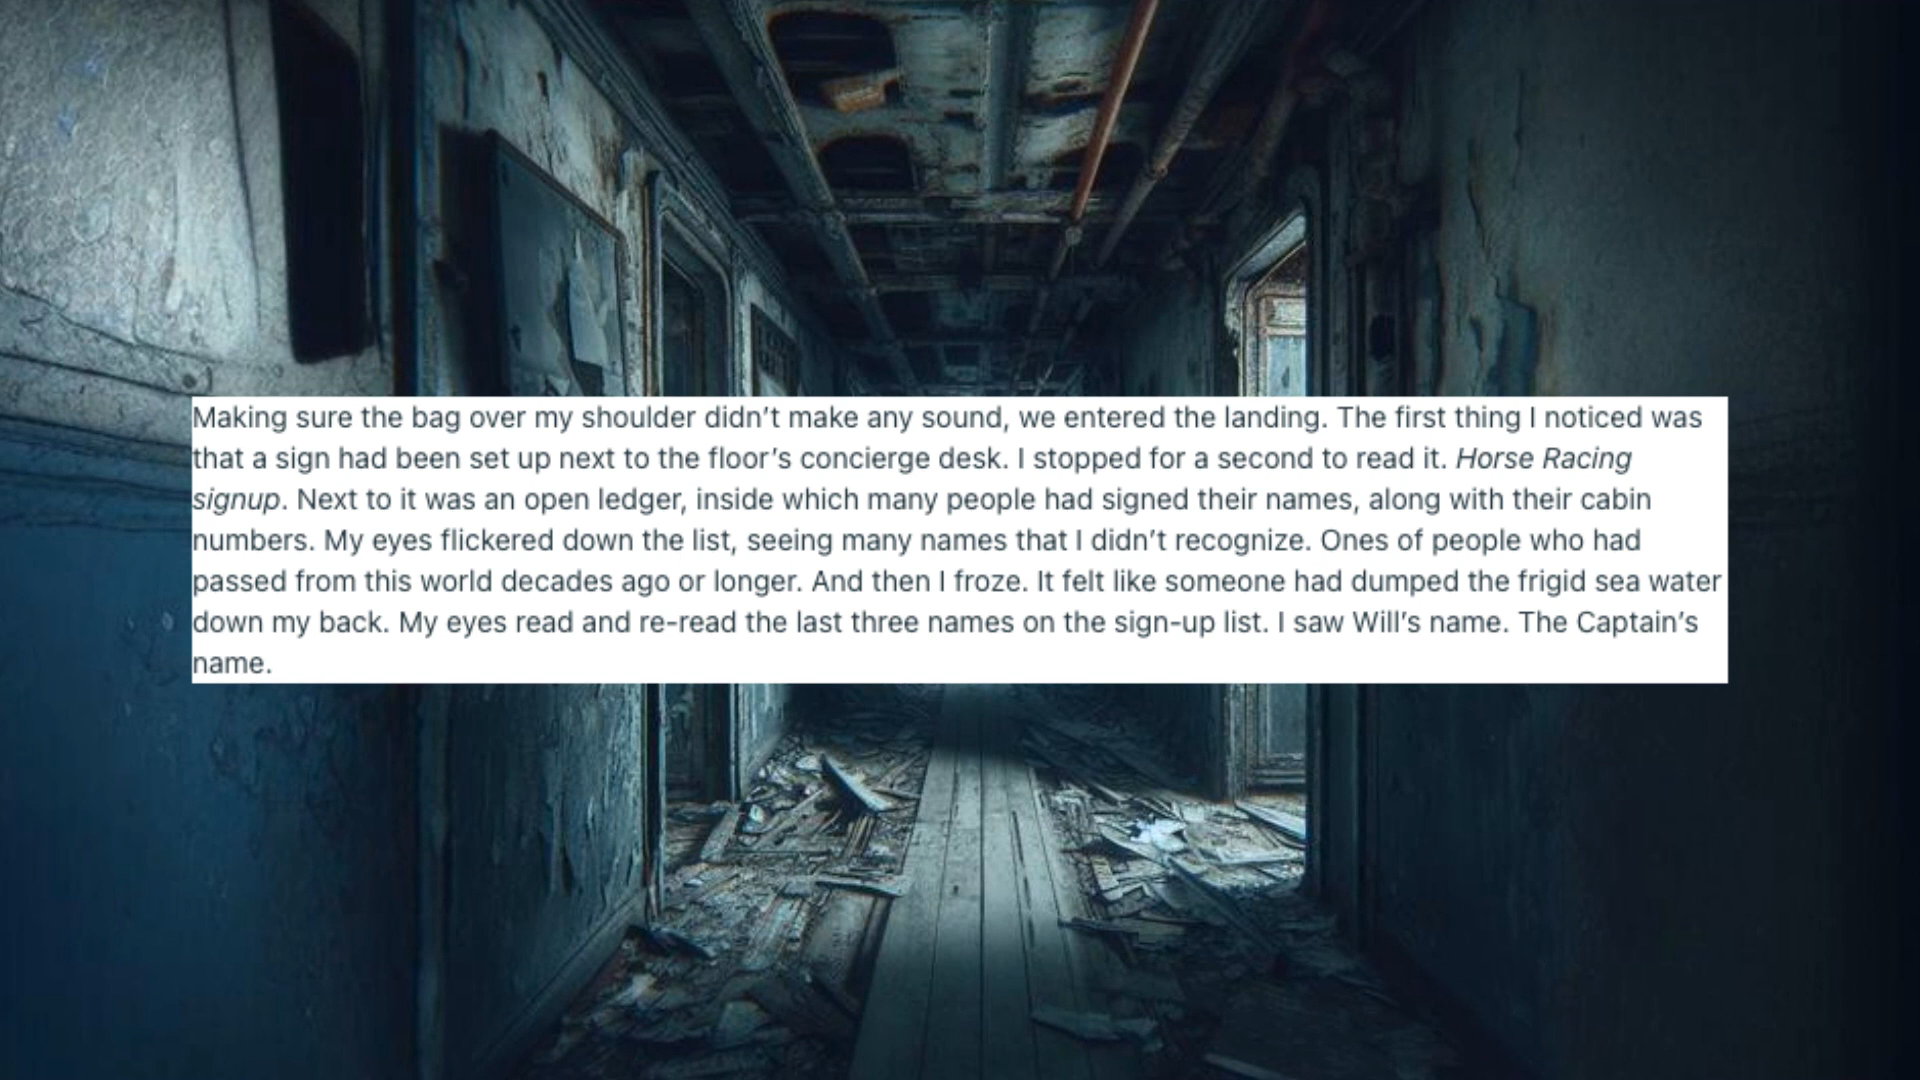 Making sure the bag over my shoulder didn’t make any sound, we entered the landing. The first thing I noticed was
that a sign had been set up next to the floor’s concierge desk. I stopped for a second to read it. Horse Racing
signup. Next to it was an open ledger, inside which many people had signed their names, along with their cabin
numbers. My eyes flickered down the list, seeing many names that I didn’t recognize. Ones of people who had
passed from this world decades ago or longer. And then I froze. It felt like someone had dumped the frigid sea water
down my back. My eyes read and re-read the last three names on the sign-up list. I saw Will’s name. The Captain’s
name.